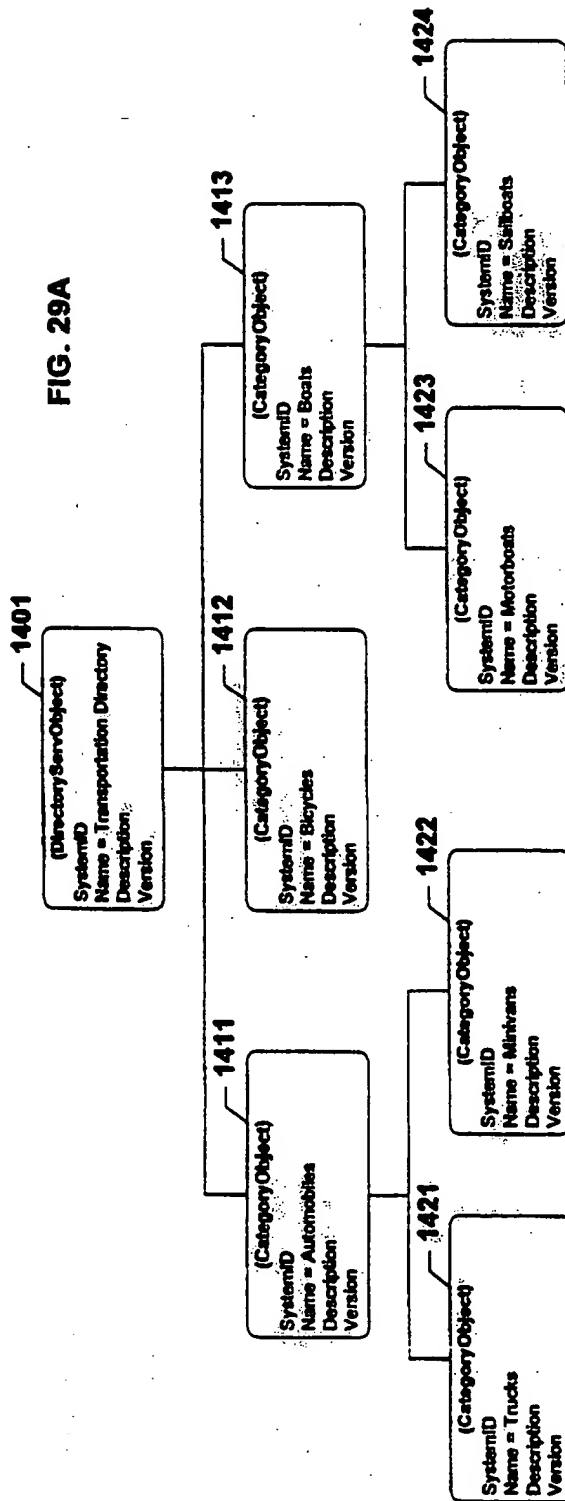 FIG. 29A
1401
(DirectoryServObject)
SystemID
Name = Transportation Directory
Description
Version
1411
(CategoryObject)
SystemID
Name = Automobiles
Description
Version
1412
(CategoryObject)
SystemID
Name = Bicycles
Description
Version
1413
(CategoryObject)
SystemID
Name = Boats
Description
Version
1421
(CategoryObject)
SystemID
Name = Trucks
Description
Version
1422
(CategoryObject)
SystemID
Name = Minivans
Description
Version
1423
(CategoryObject)
SystemID
Name = Motorboats
Description
Version
1424
(CategoryObject)
SystemID
Name = Sailboats
Description
Version